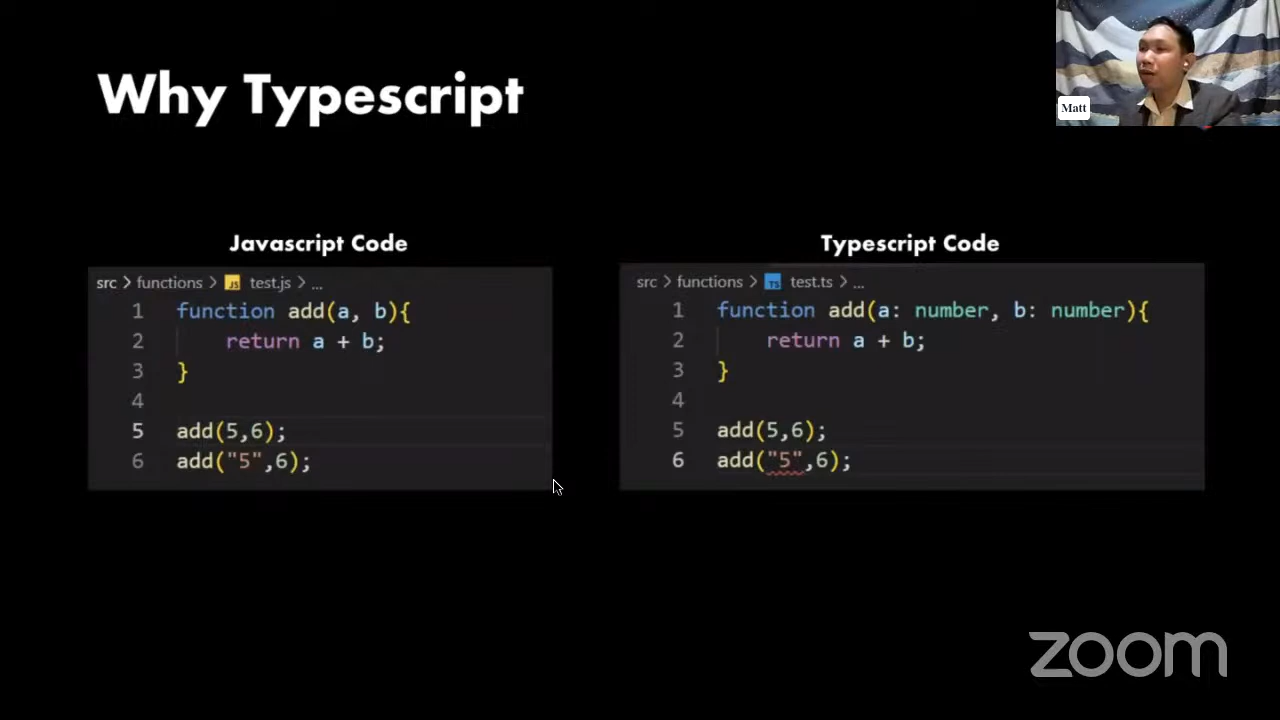 Why Typescript
Matt
Javascript Code
src > functions > JS test.js > ...
1 function add(a, b){
2     return a + b;
3 }
4
5 add(5,6);
6 add("5",6);
Typescript Code
src > functions > TS test.ts > ...
1 function add(a: number, b: number){
2     return a + b;
3 }
4
5 add(5,6);
6 add("5",6);
zoom